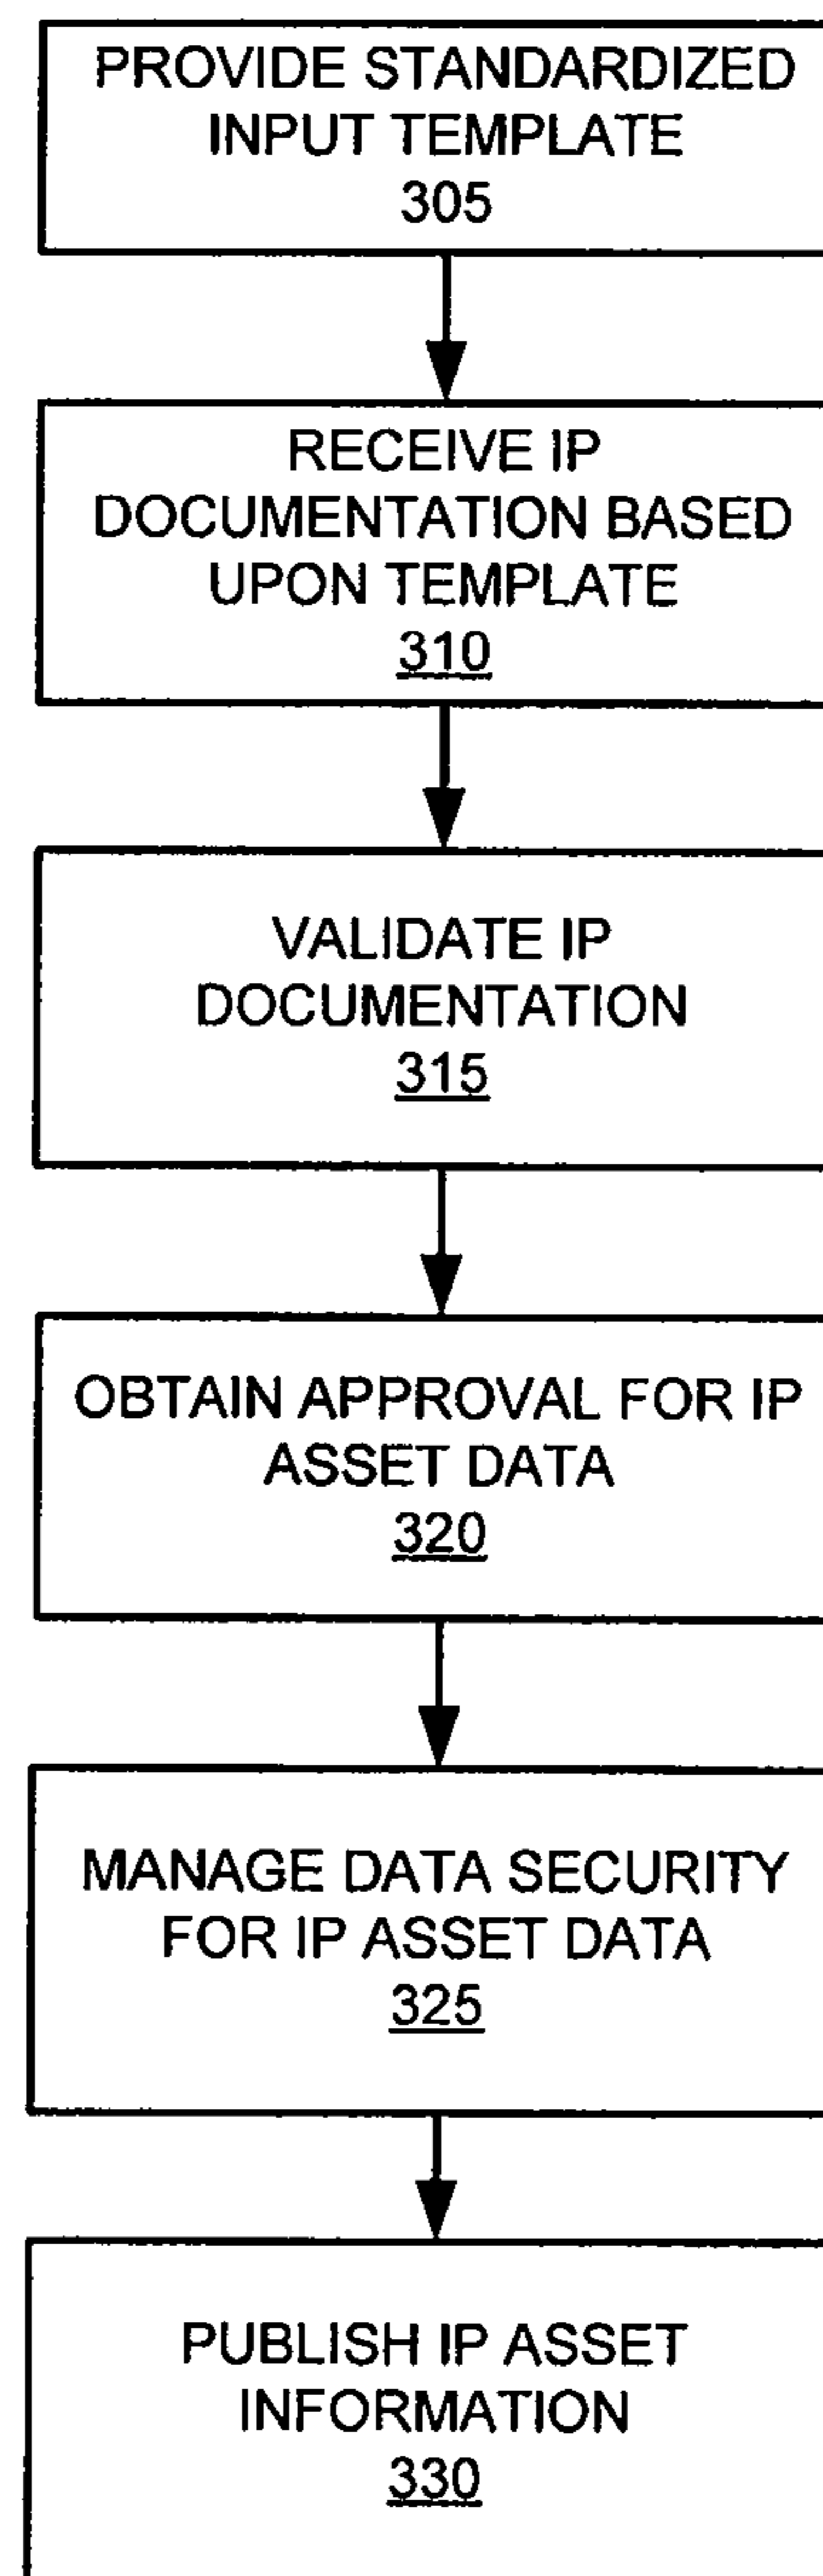 PROVIDE STANDARDIZED
INPUT TEMPLATE
305
RECEIVE IP
DOCUMENTATION BASED
UPON TEMPLATE
310
VALIDATE IP
DOCUMENTATION
315
OBTAIN APPROVAL FOR IP
ASSET DATA
320
MANAGE DATA SECURITY
FOR IP ASSET DATA
325
PUBLISH IP ASSET
INFORMATION
330